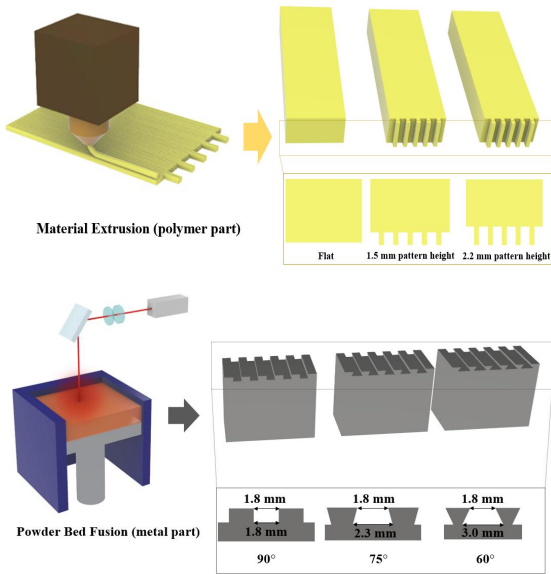 Material Extrusion (polymer part)
Flat
1.5 mm pattern height
2.2 mm pattern height
Powder Bed Fusion (metal part)
1.8 mm
1.8 mm
1.8 mm
1.8 mm
2.3 mm
3.0 mm
90°
75°
60°